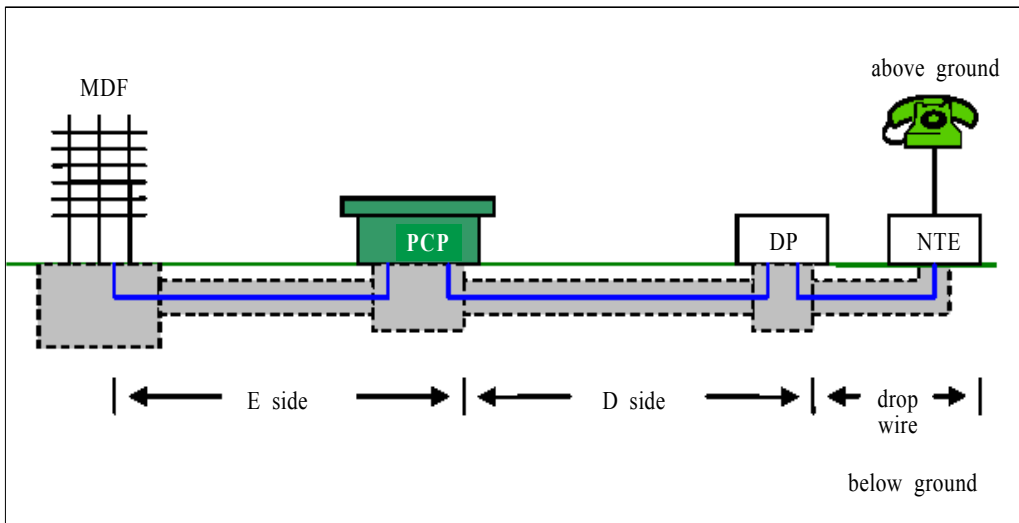 MDF
above ground
PCP
DP
NTE
E side
D side
drop
wire
below ground